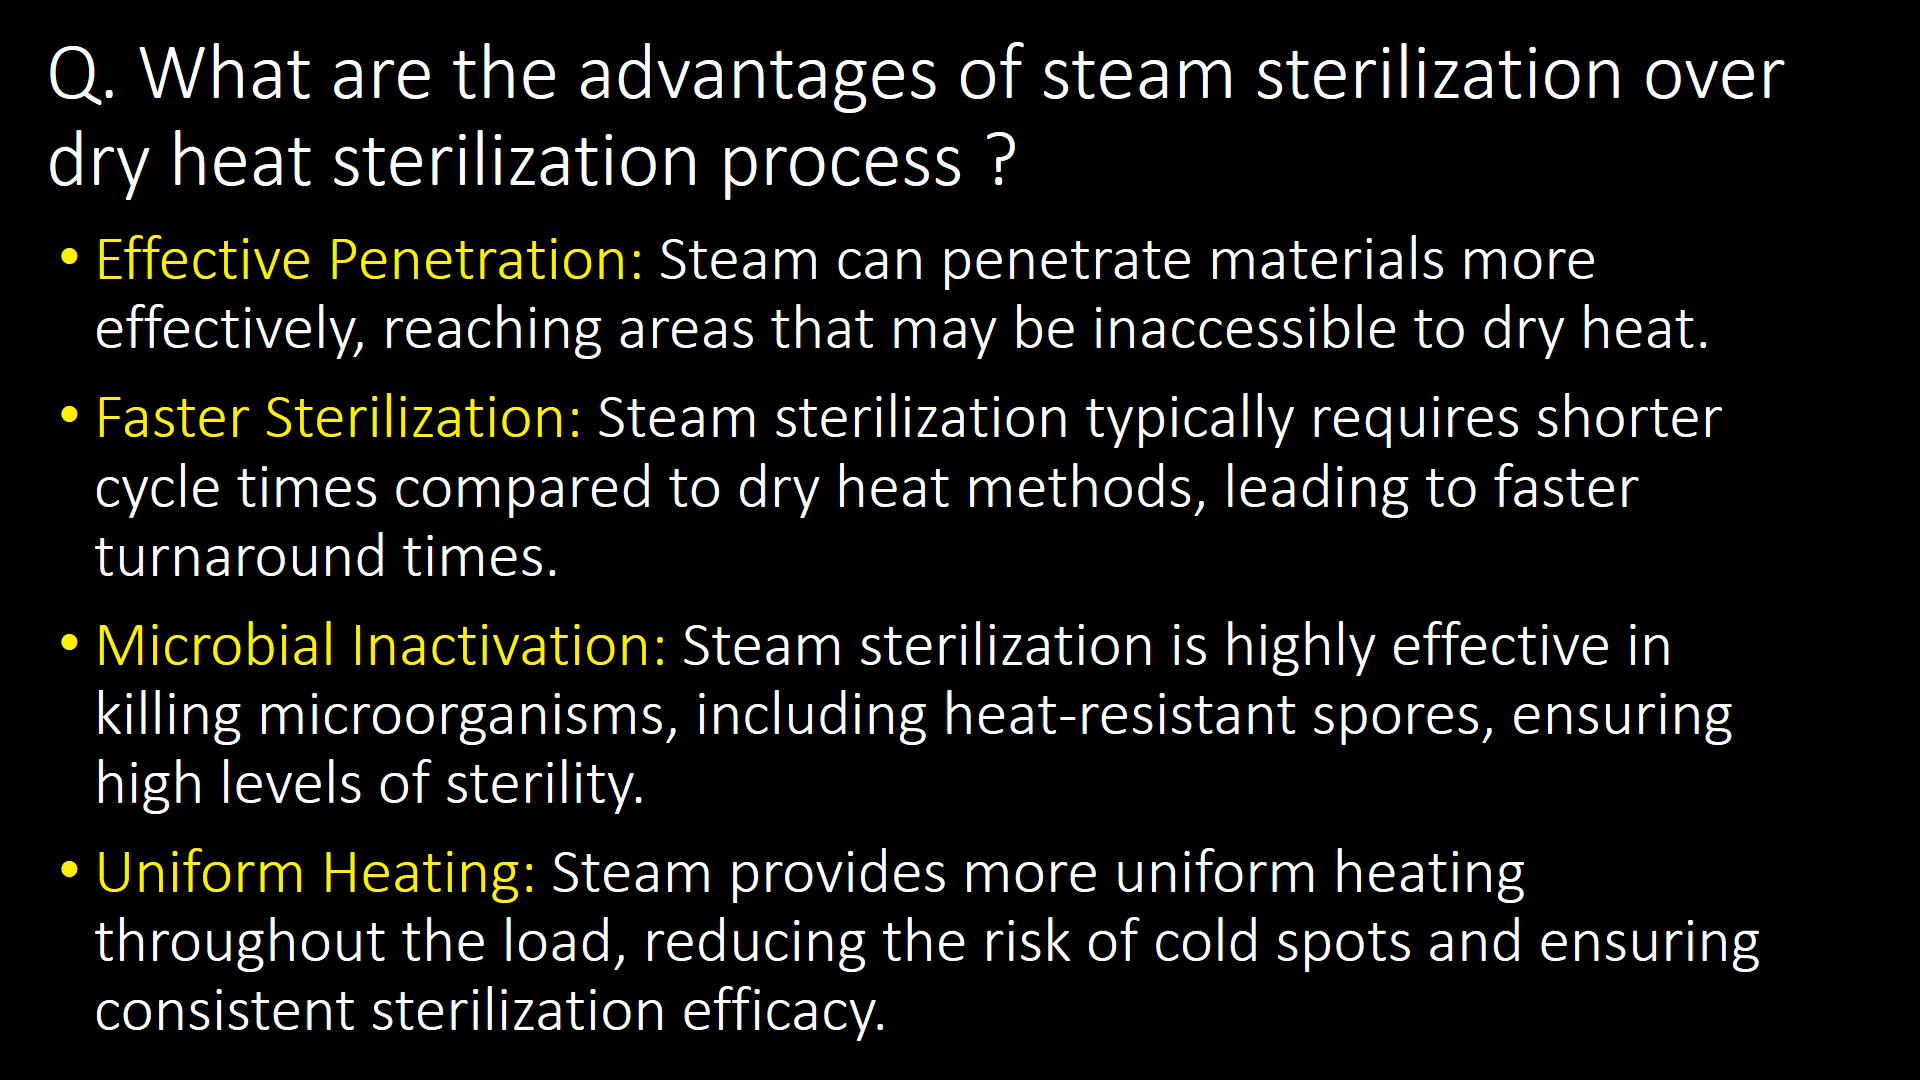 Q. What are the advantages of steam sterilization over
dry heat sterilization process ?
• Effective Penetration: Steam can penetrate materials more
effectively, reaching areas that may be inaccessible to dry heat.
• Faster Sterilization: Steam sterilization typically requires shorter
cycle times compared to dry heat methods, leading to faster
turnaround times.
• Microbial Inactivation: Steam sterilization is highly effective in
killing microorganisms, including heat-resistant spores, ensuring
high levels of sterility.
• Uniform Heating: Steam provides more uniform heating
throughout the load, reducing the risk of cold spots and ensuring
consistent sterilization efficacy.